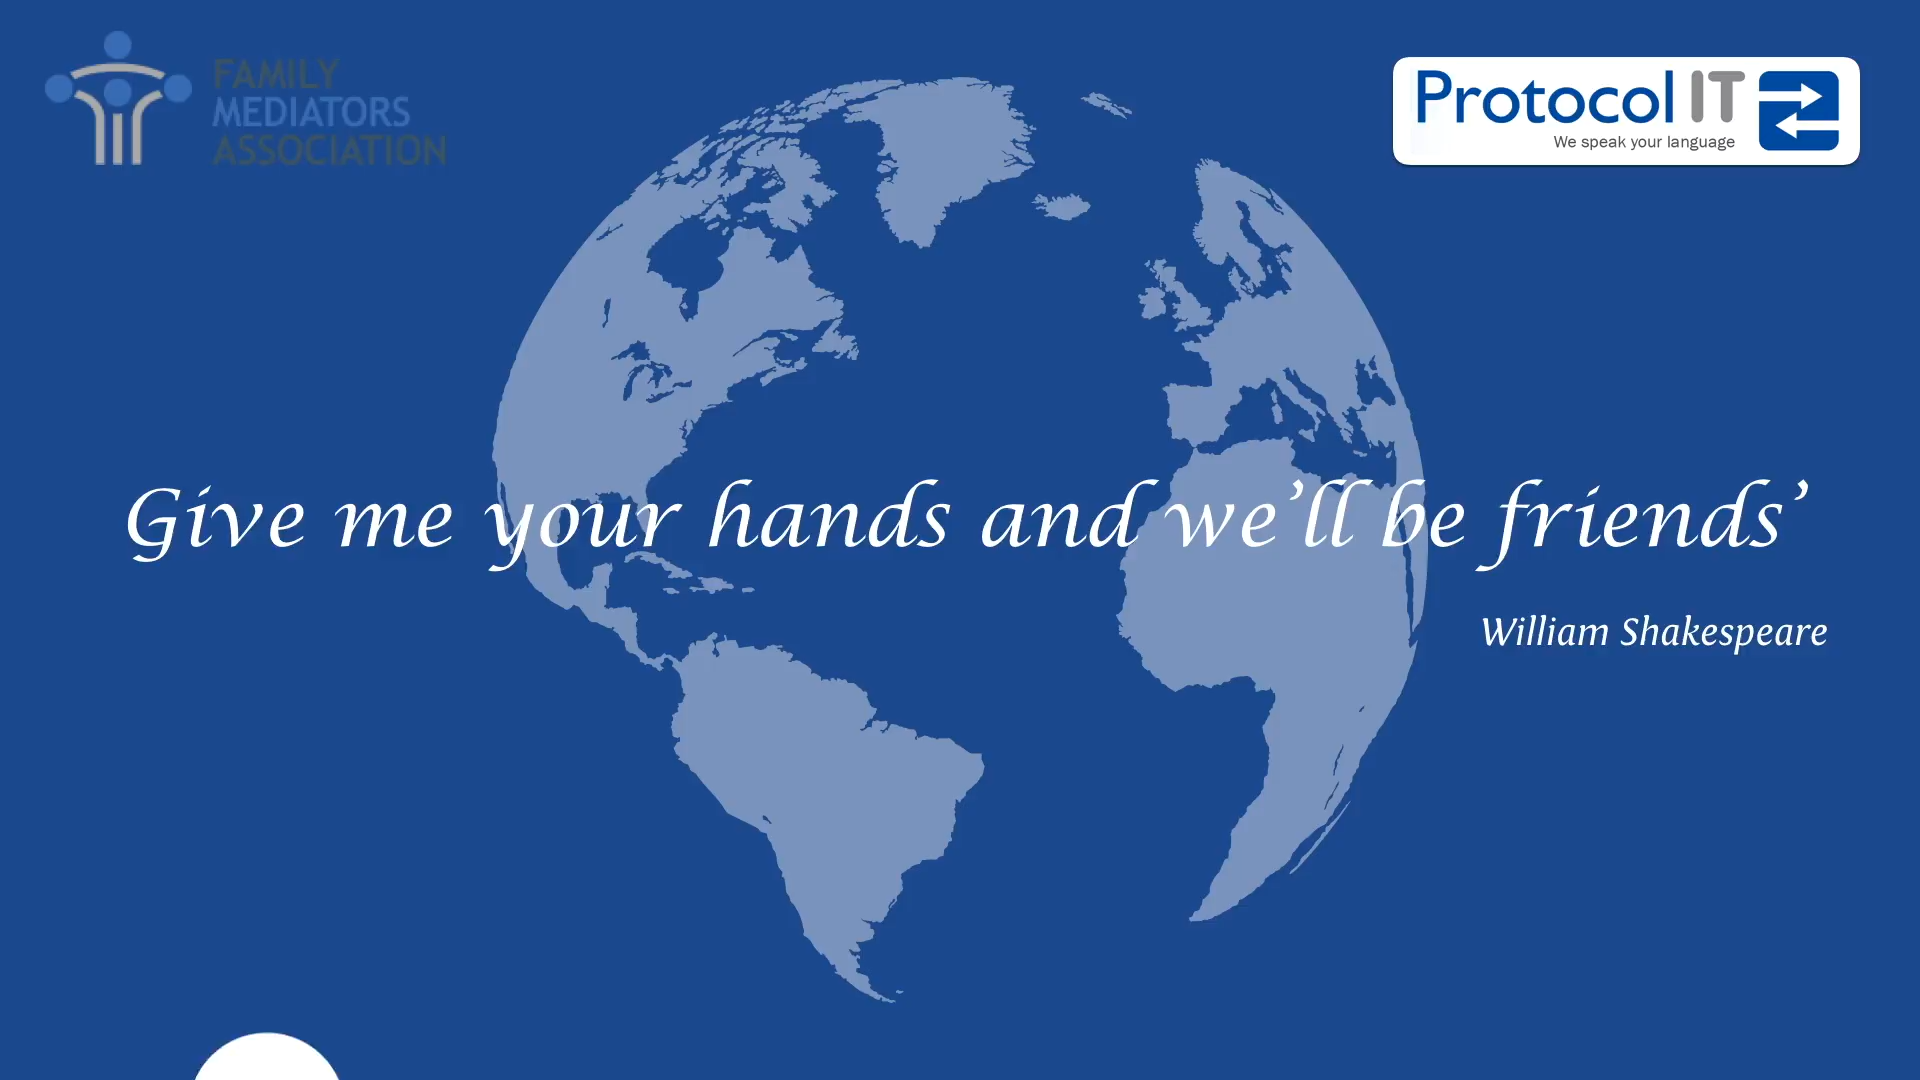 FAMILY
MEDIATORS
ASSOCIATION
Protocol IT
We speak your language
Give me your hands and we’ll be friends’
William Shakespeare